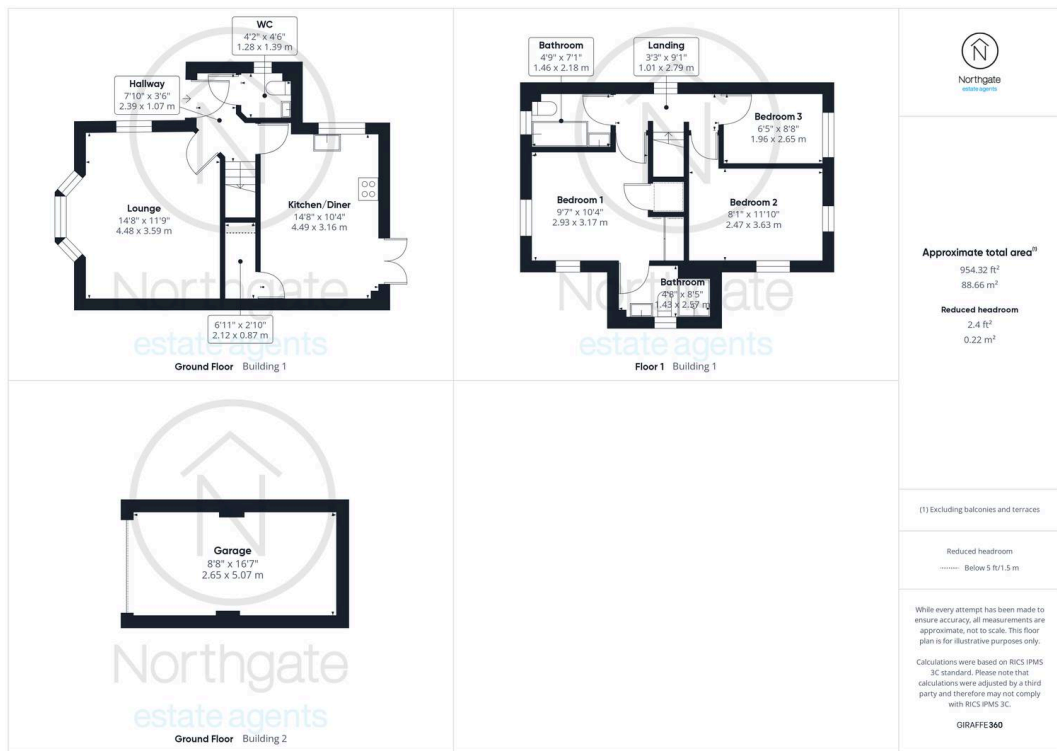 WC
4'2" x 4'6"
1.28 x 1.39 m
Hallway
7'10" x 3'6"
2.39 x 1.07 m
Lounge
14'8" x 11'9"
4.48 x 3.59 m
Kitchen/Diner
14'8" x 10'4"
4.49 x 3.16 m
6'11" x 2'10"
2.12 x 0.87 m
Northgate
estate agents
Ground Floor Building 1
Bathroom
4'9" x 7'1"
1.46 x 2.18 m
Landing
3'3" x 9'1"
1.01 x 2.79 m
Bedroom 3
6'5" x 8'8"
1.96 x 2.65 m
Bedroom 1
9'7" x 10'4"
2.93 x 3.17 m
Bedroom 2
8'1" x 11'10"
2.47 x 3.63 m
Bathroom
4'8" x 8'5"
1.43 x 2.57 m
Northgate
estate agents
Floor 1 Building 1
Garage
8'8" x 16'7"
2.65 x 5.07 m
Northgate
estate agents
Ground Floor Building 2
Northgate
estate agents
Approximate total area(1)
954.32 ft²
88.66 m²
Reduced headroom
2.4 ft²
0.22 m²
(1) Excluding balconies and terraces
Reduced headroom
Below 5 ft/1.5 m
While every attempt has been made to
ensure accuracy, all measurements are
approximate, not to scale. This floor
plan is for illustrative purposes only.
Calculations were based on RICS IPMS
3C standard. Please note that
calculations were adjusted by a third
party and therefore may not comply
with RICS IPMS 3C.
GIRAFFE360